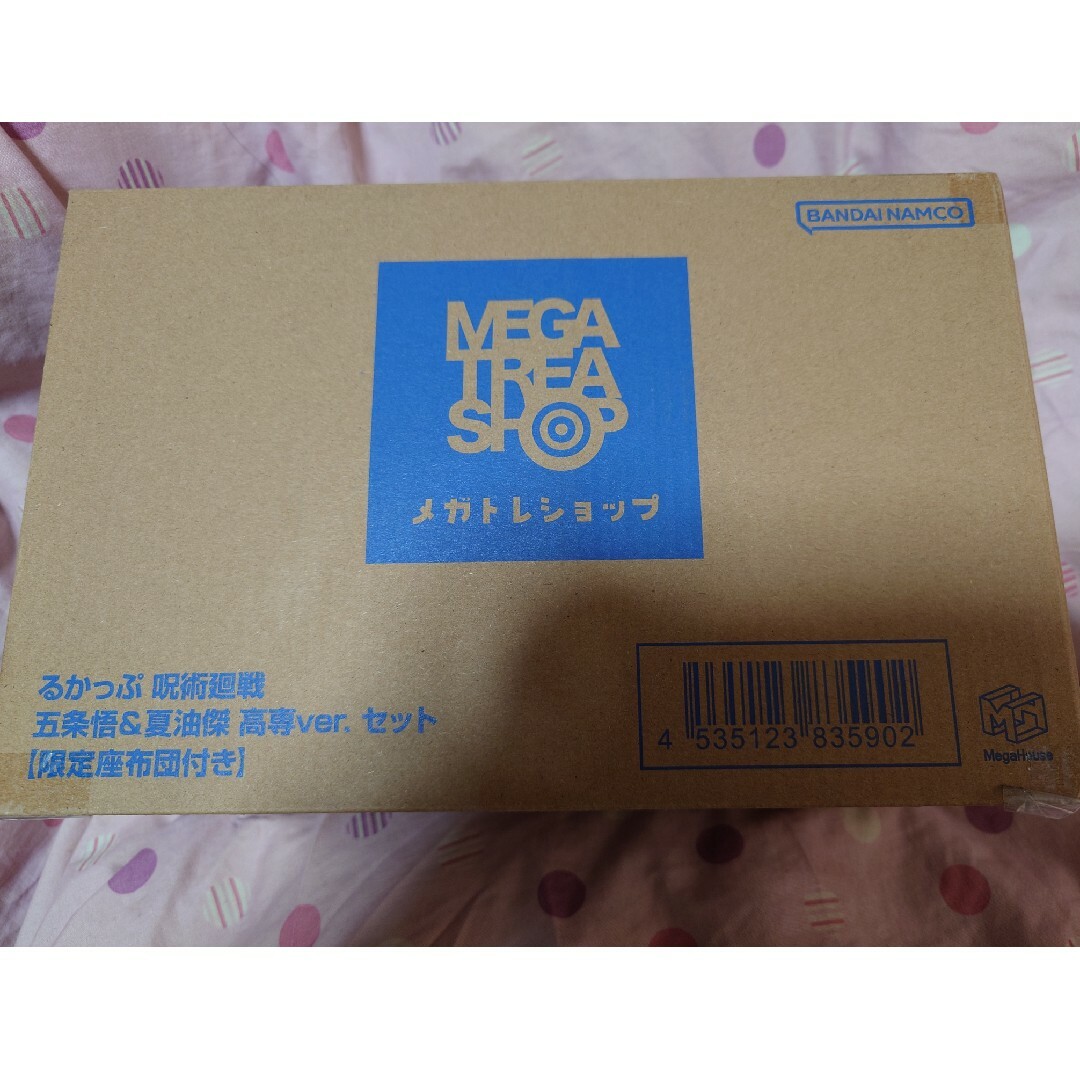 BANDAI NAMCO
MEGA
TREA
SHOP
メガトレショップ
るかっぷ 呪術廻戦
五条悟&夏油傑 高専ver. セット
【限定座布団付き】
4 535123 835902
MegaHouse